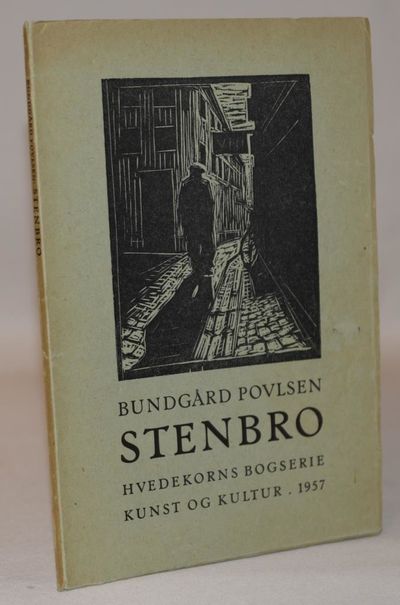 BUNDGÅRD POVLSEN
STENBRO
HVEDEKORNS BOGSERIE
KUNST OG KULTUR . 1957
BUNDGÅRD POVLSEN: STENBRO